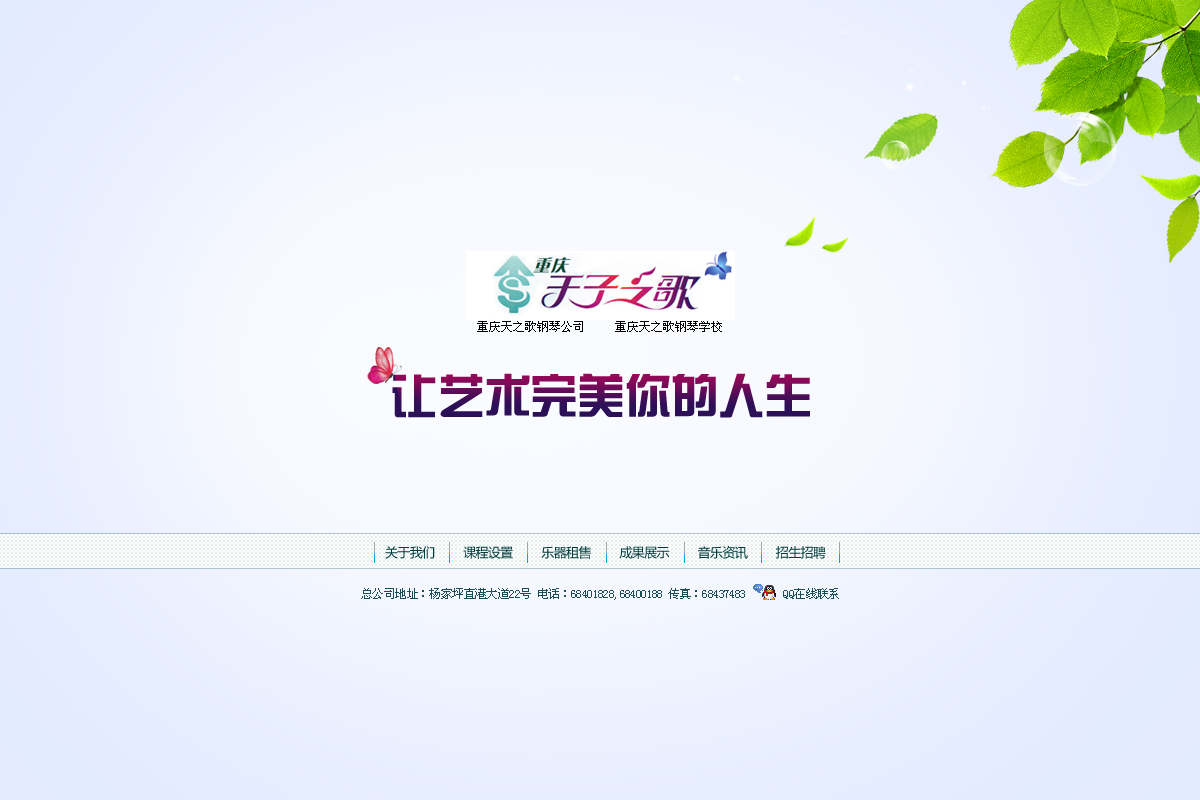 重庆
天子之歌
重庆天之歌钢琴公司 重庆天之歌钢琴学校
让艺术完美你的人生
关于我们 课程设置 乐器租售 成果展示 音乐资讯 招生招聘
总公司地址：杨家坪直港大道22号 电话：68401828,68400188 传真：68437483 QQ在线联系